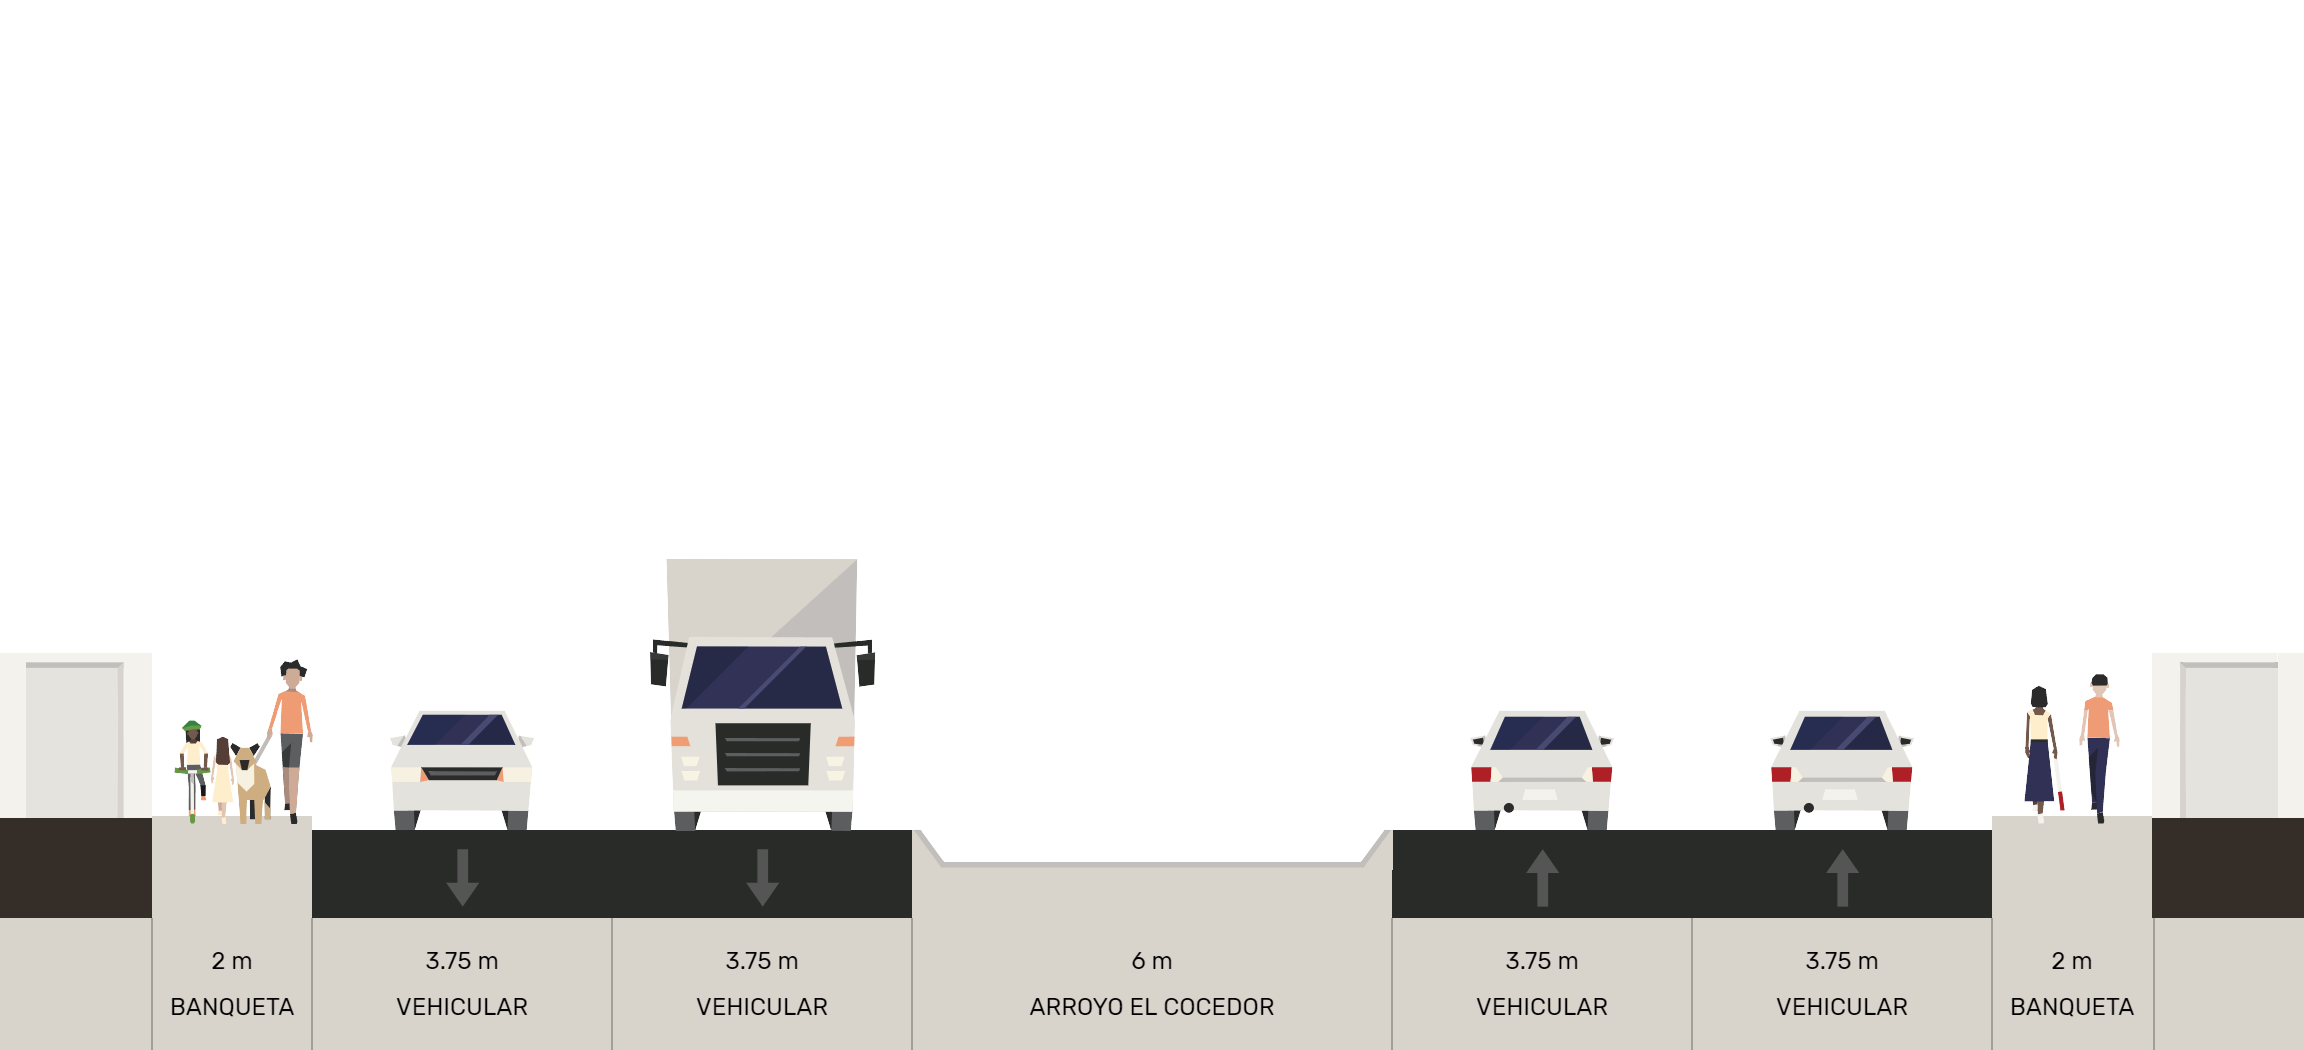 2 m
BANQUETA
3.75 m
VEHICULAR
3.75 m
VEHICULAR
6 m
ARROYO EL COCEDOR
3.75 m
VEHICULAR
3.75 m
VEHICULAR
2 m
BANQUETA